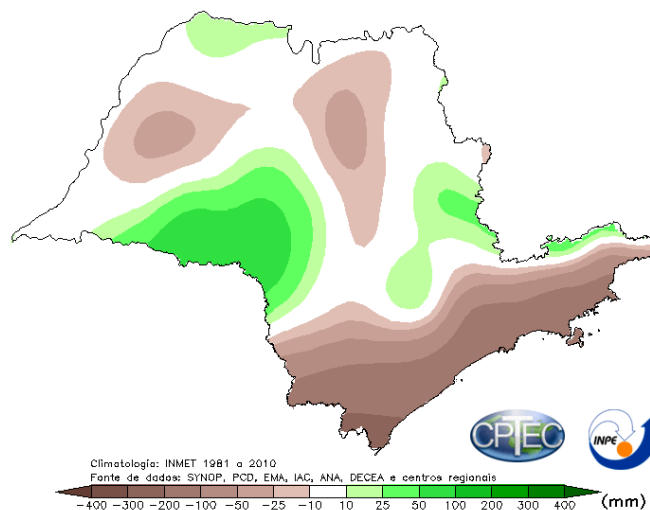 CPTEC
INPE
Climatologia: INMET 1981 a 2010
Fonte de dados: SYNOP, PCD, EMA, IAC, ANA, DECEA e centros regionais
-400 -300 -200 -100 -50 -25 -10 10 25 50 100 200 300 400 (mm)